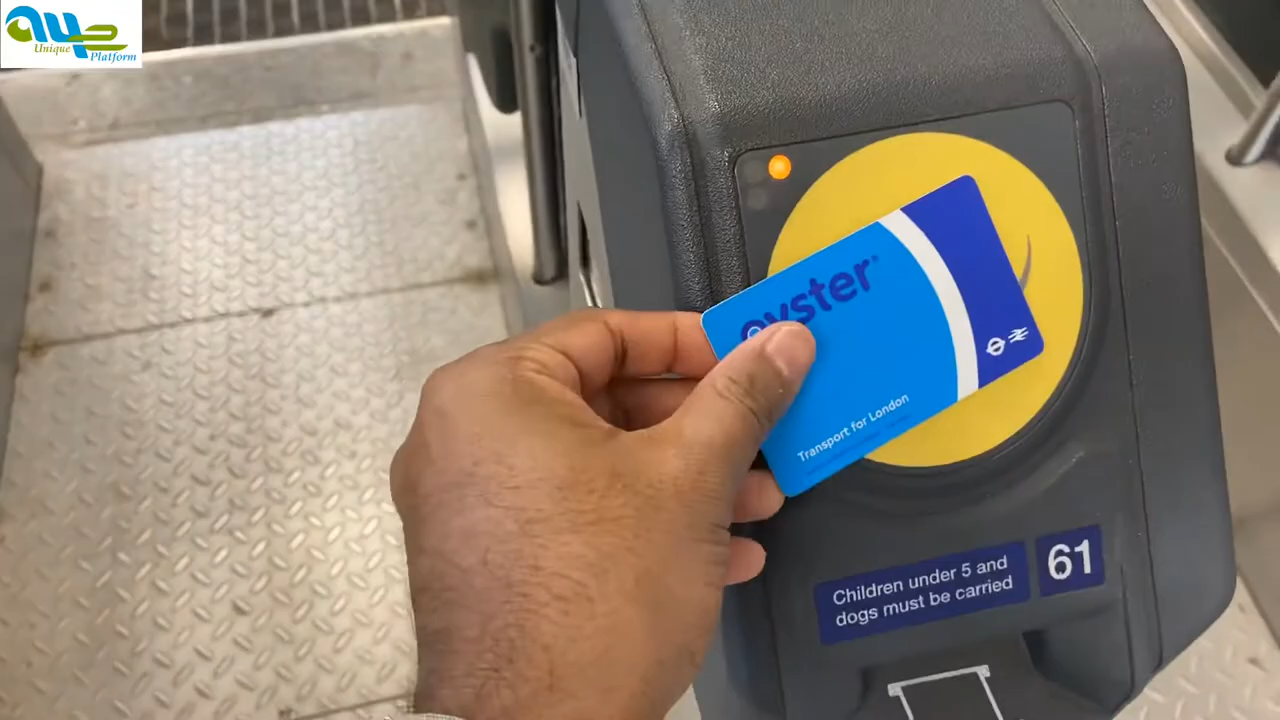 Unique
Platform
oyster
Transport for London
Children under 5 and
dogs must be carried
61